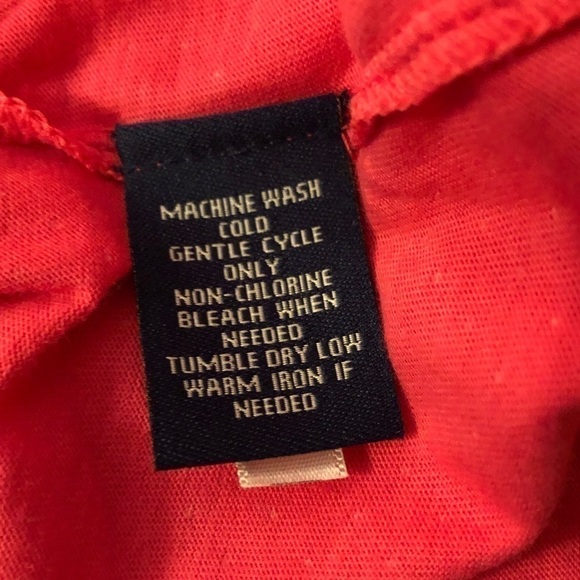 MACHINE WASH
COLD
GENTLE CYCLE
ONLY
NON-CHLORINE
BLEACH WHEN
NEEDED
TUMBLE DRY LOW
WARM IRON IF
NEEDED